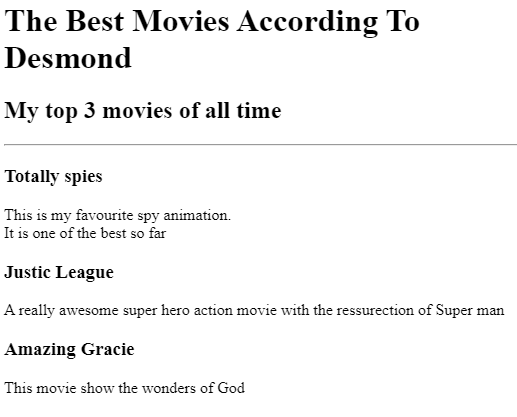 The Best Movies According To
Desmond
My top 3 movies of all time
Totally spies
This is my favourite spy animation.
It is one of the best so far
Justic League
A really awesome super hero action movie with the ressurection of Super man
Amazing Gracie
This movie show the wonders of God